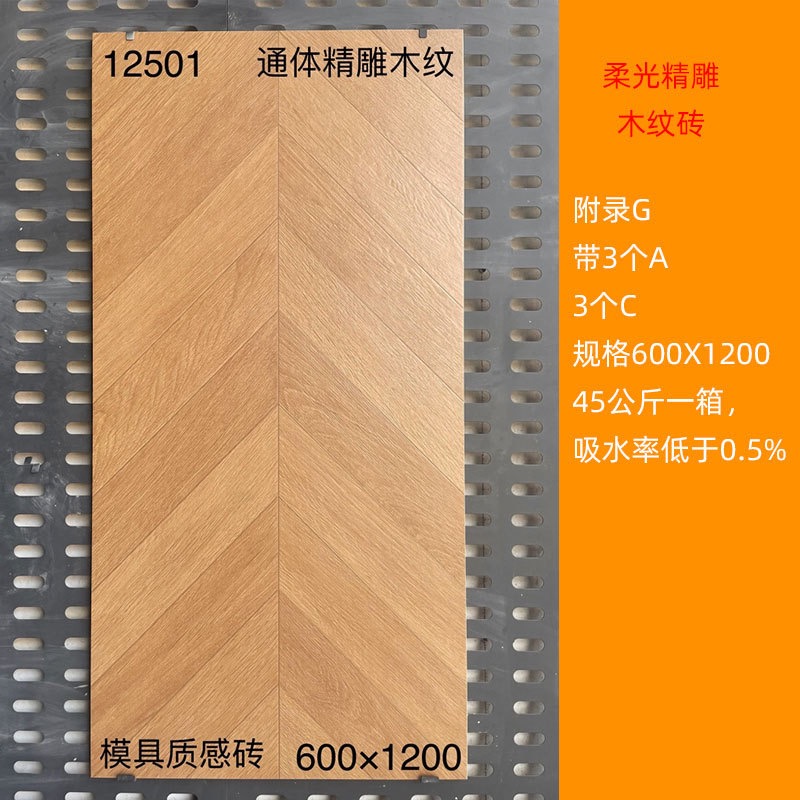 12501 通体精雕木纹
模具质感砖 600×1200
柔光精雕
木纹砖
附录G
带3个A
3个C
规格600X1200
45公斤一箱，
吸水率低于0.5%